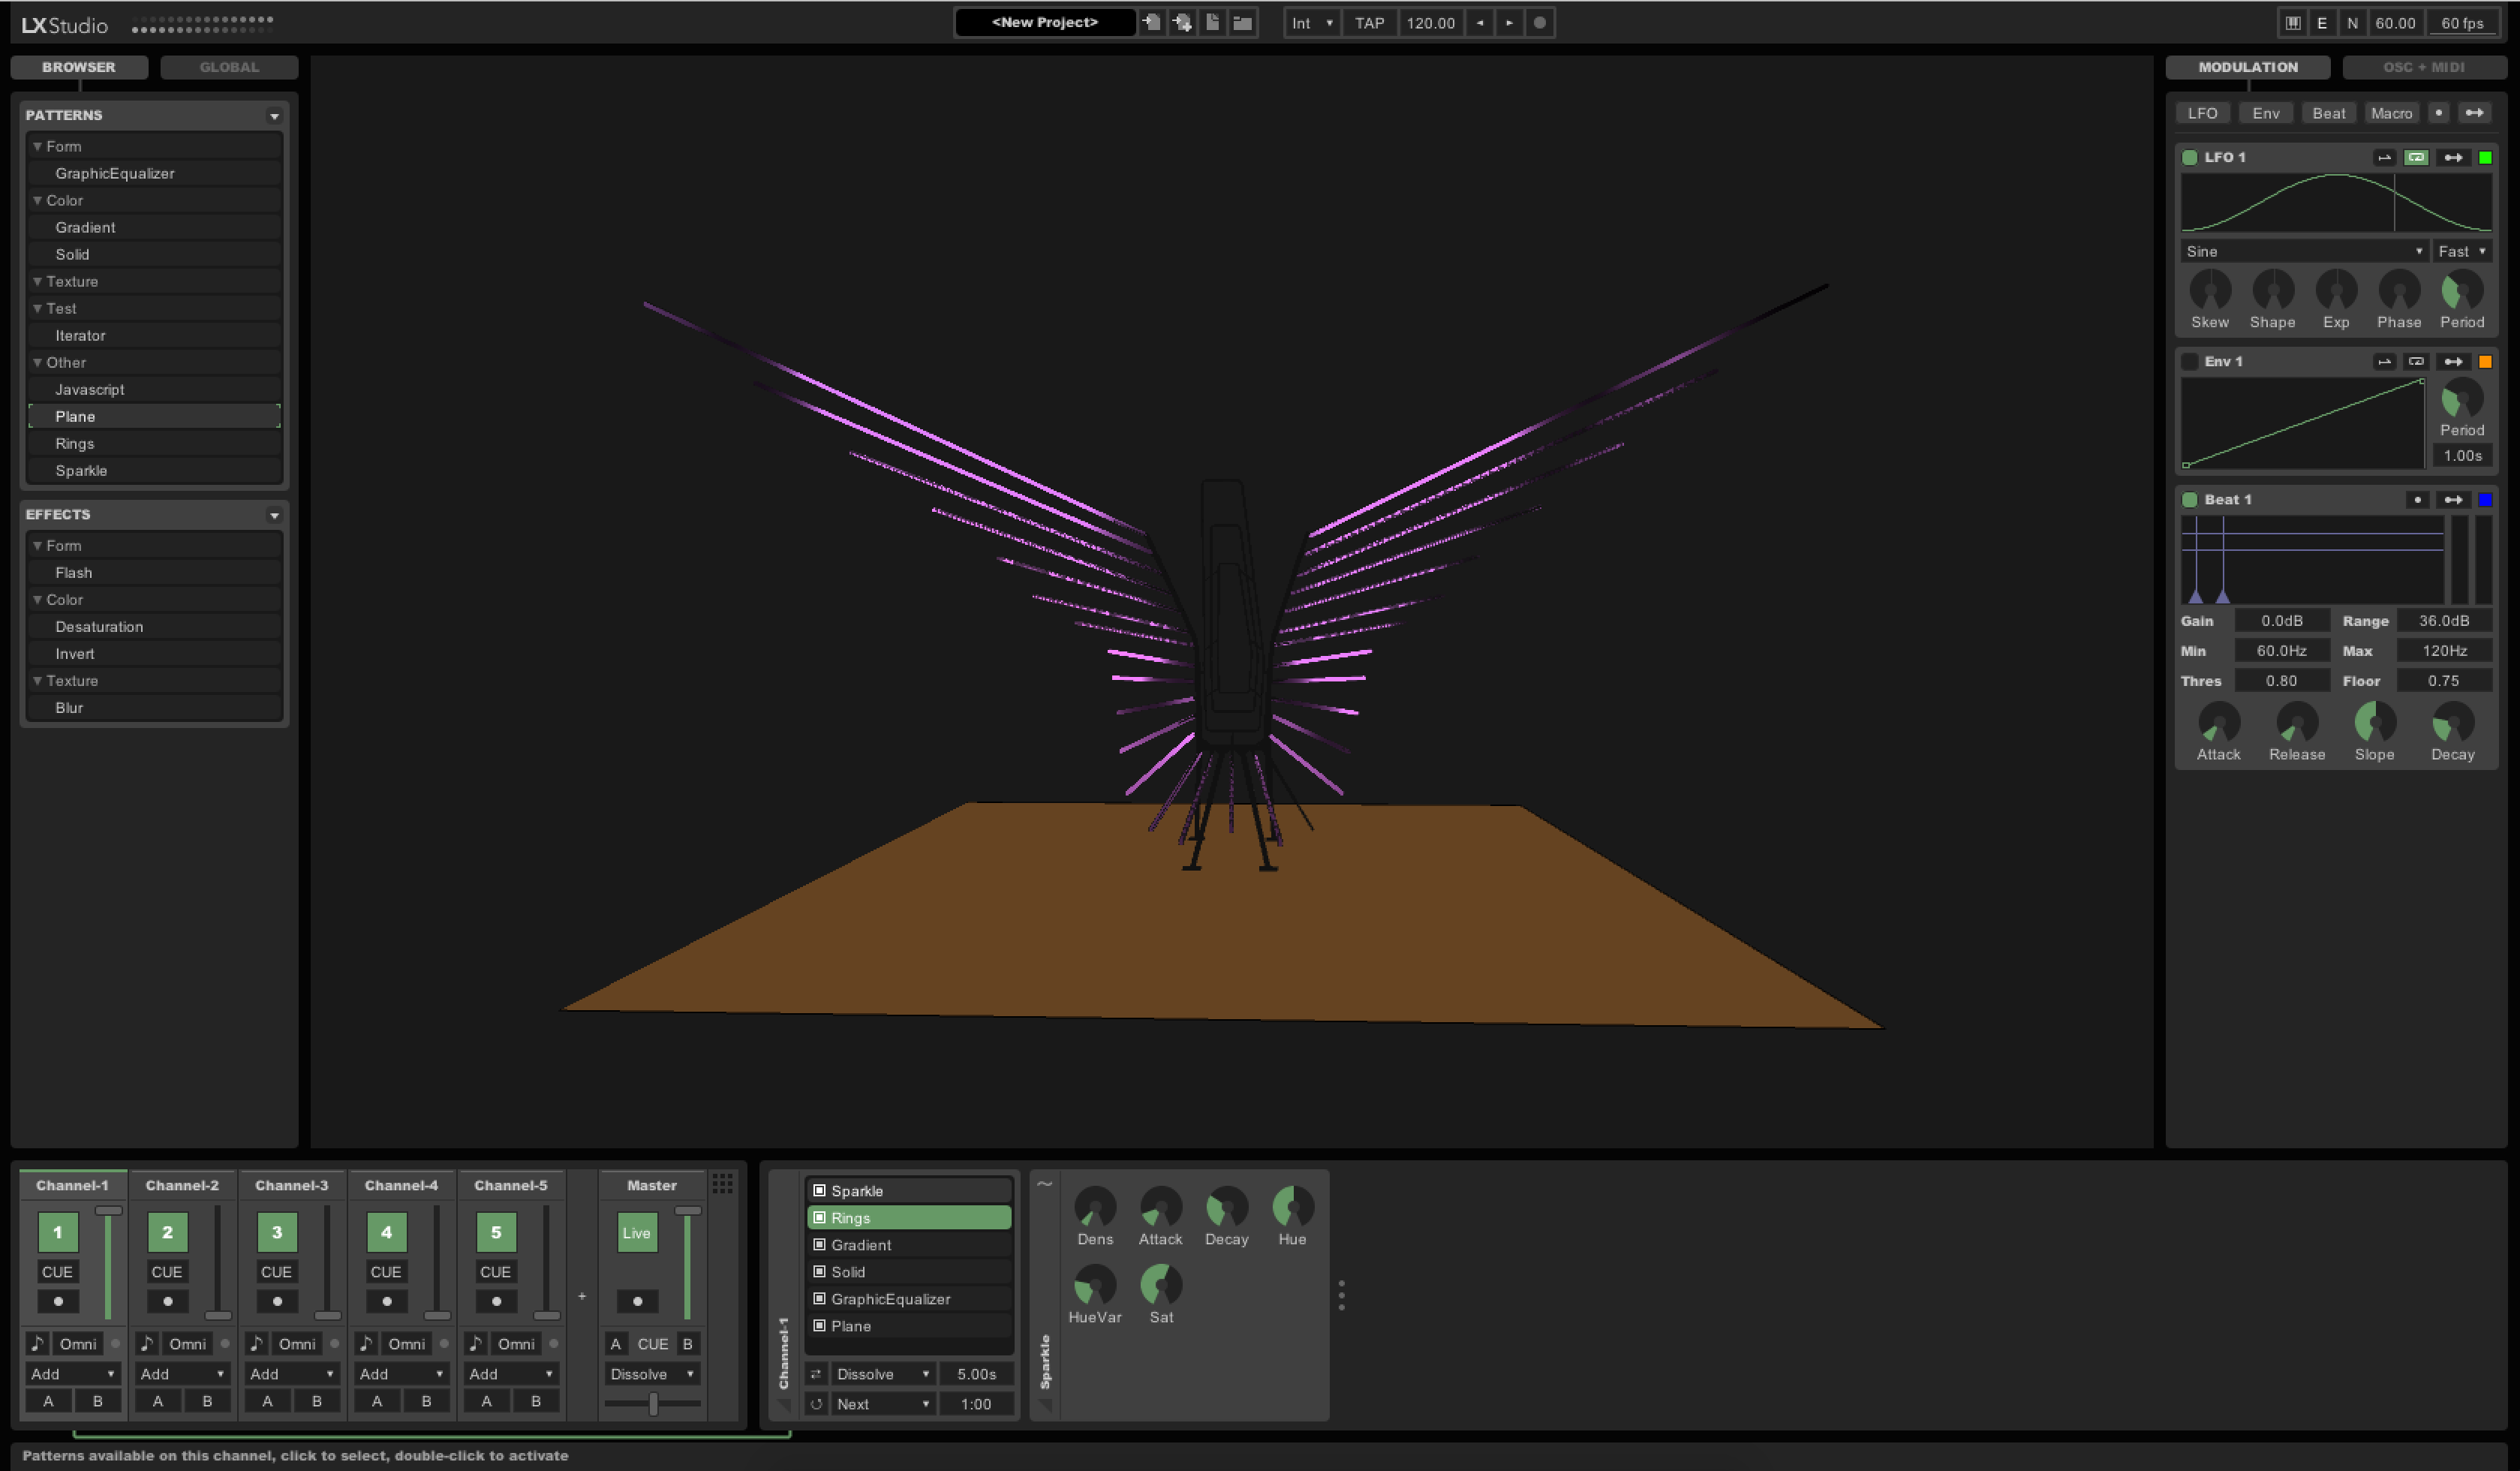 LXStudio
<New Project>
Int TAP 120.00
E N 60.00 60 fps
BROWSER GLOBAL
PATTERNS
Form
GraphicEqualizer
Color
Gradient
Solid
Texture
Test
Iterator
Other
Javascript
Plane
Rings
Sparkle
EFFECTS
Form
Flash
Color
Desaturation
Invert
Texture
Blur
MODULATION OSC + MIDI
LFO Env Beat Macro
LFO 1
Sine Fast
Skew Shape Exp Phase Period
Env 1
Period
1.00s
Beat 1
Gain 0.0dB Range 36.0dB
Min 60.0Hz Max 120Hz
Thres 0.80 Floor 0.75
Attack Release Slope Decay
Channel-1 Channel-2 Channel-3 Channel-4 Channel-5 Master
1 2 3 4 5 Live
CUE CUE CUE CUE CUE
Omni Omni Omni Omni Omni A CUE B
Add Add Add Add Add Dissolve
A B A B A B A B A B
+
Channel-1
Sparkle
Rings
Gradient
Solid
GraphicEqualizer
Plane
Dissolve 5.00s
Next 1:00
Sparkle
Dens Attack Decay Hue
HueVar Sat
Patterns available on this channel, click to select, double-click to activate